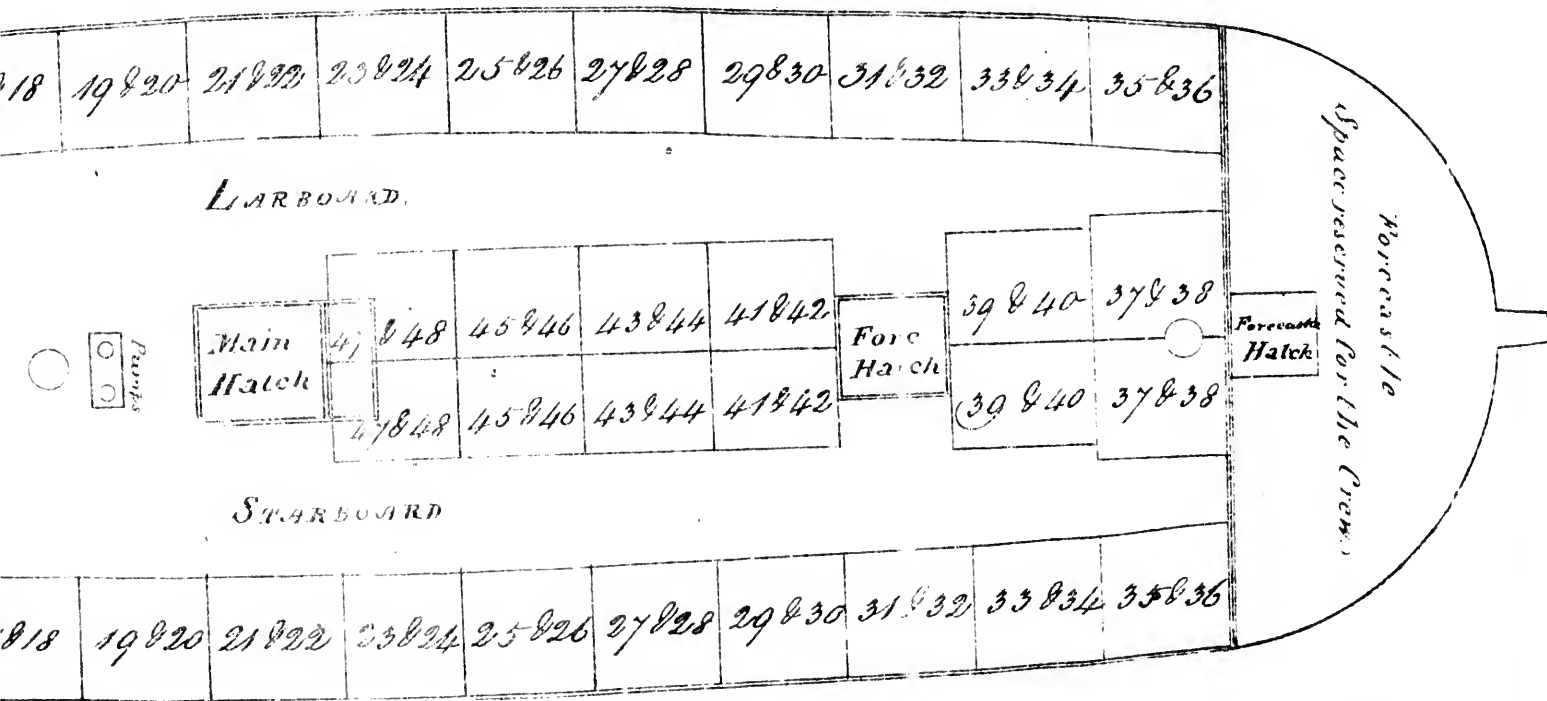 &18 19&20 21&22 23&24 25&26 27&28 29&30 31&32 33&34 35&36
LARBOARD.
Pumps
Main
Hatch
47&48 45&46 43&44 41&42
Fore
Hatch
39&40 37&38
47&48 45&46 43&44 41&42
39&40 37&38
Forecastle
Hatch
Forecastle
Space reserved for the Crew.)
STARBOARD
&18 19&20 21&22 23&24 25&26 27&28 29&30 31&32 33&34 35&36